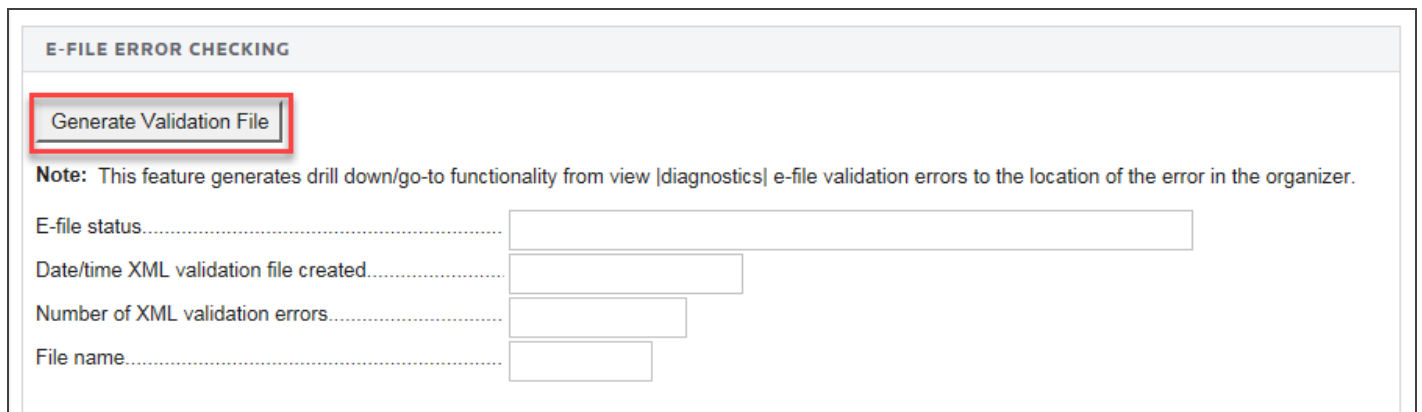 E-FILE ERROR CHECKING
Generate Validation File
Note: This feature generates drill down/go-to functionality from view |diagnostics| e-file validation errors to the location of the error in the organizer.
E-file status................................................................
Date/time XML validation file created........................
Number of XML validation errors...............................
File name...................................................................